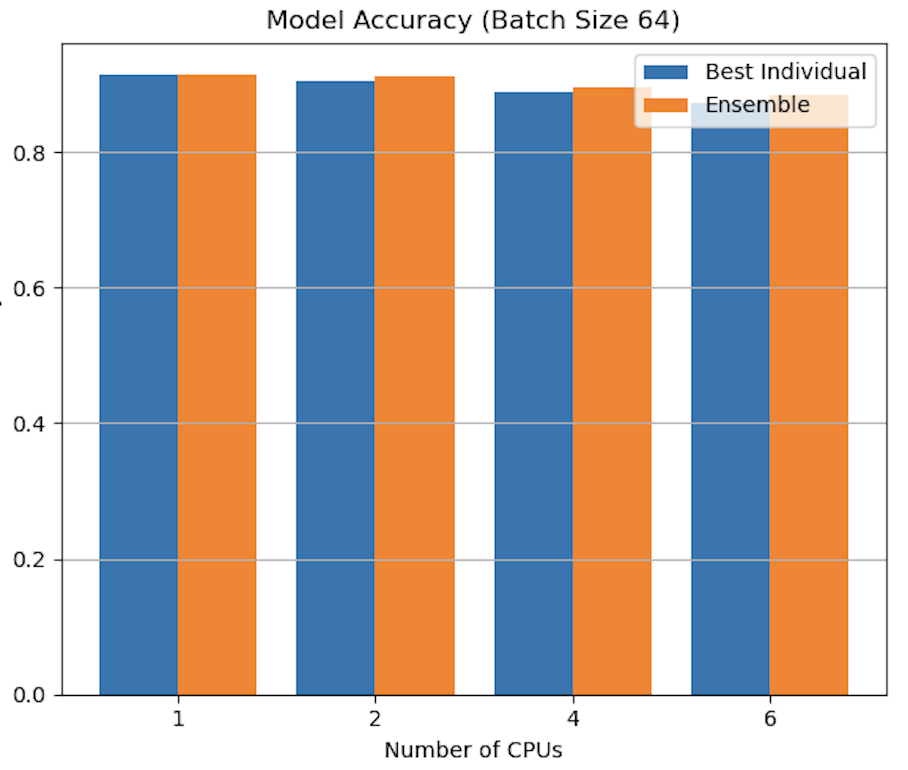 Model Accuracy (Batch Size 64)
Best Individual
Ensemble
0.8
0.6
0.4
0.2
0.0
1 2 4 6
Number of CPUs